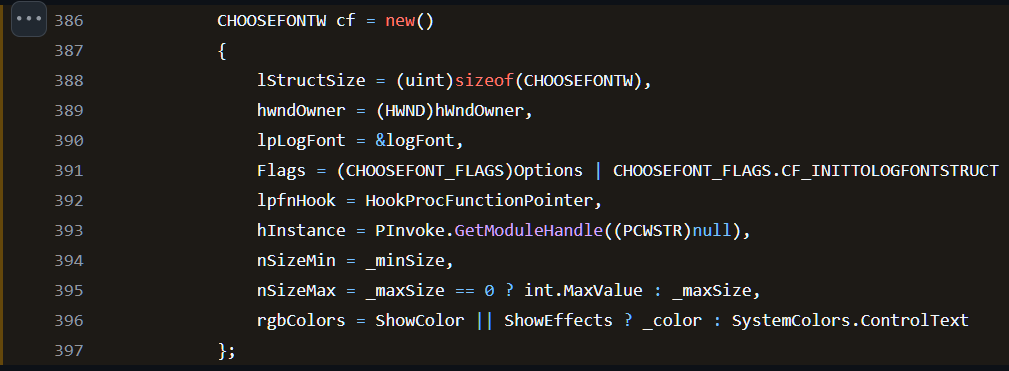 386 CHOOSEFONTW cf = new()
387 {
388 lStructSize = (uint)sizeof(CHOOSEFONTW),
389 hwndOwner = (HWND)hWndOwner,
390 lpLogFont = &logFont,
391 Flags = (CHOOSEFONT_FLAGS)Options | CHOOSEFONT_FLAGS.CF_INITTOLOGFONTSTRUCT
392 lpfnHook = HookProcFunctionPointer,
393 hInstance = PInvoke.GetModuleHandle((PCWSTR)null),
394 nSizeMin = _minSize,
395 nSizeMax = _maxSize == 0 ? int.MaxValue : _maxSize,
396 rgbColors = ShowColor || ShowEffects ? _color : SystemColors.ControlText
397 };